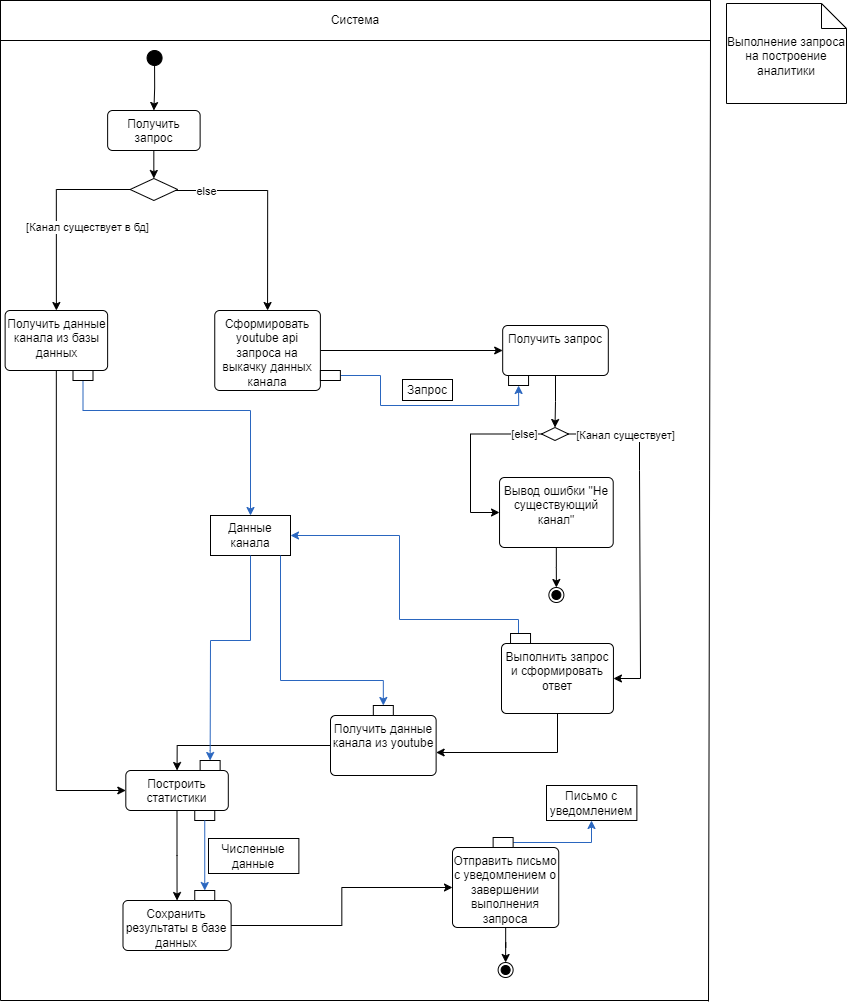 Система
Выполнение запроса
на построение
аналитики
Получить
запрос
else
[Канал существует в бд]
Получить данные
канала из базы
данных
Сформировать
youtube api
запроса на
выкачку данных
канала
Получить запрос
Запрос
[else]
[Канал существует]
Вывод ошибки "Не
существующий
канал"
Данные
канала
Выполнить запрос
и сформировать
ответ
Получить данные
канала из youtube
Построить
статистики
Письмо с
уведомлением
Численные
данные
Отправить письмо
с уведомлением о
завершении
выполнения
запроса
Сохранить
результаты в базе
данных